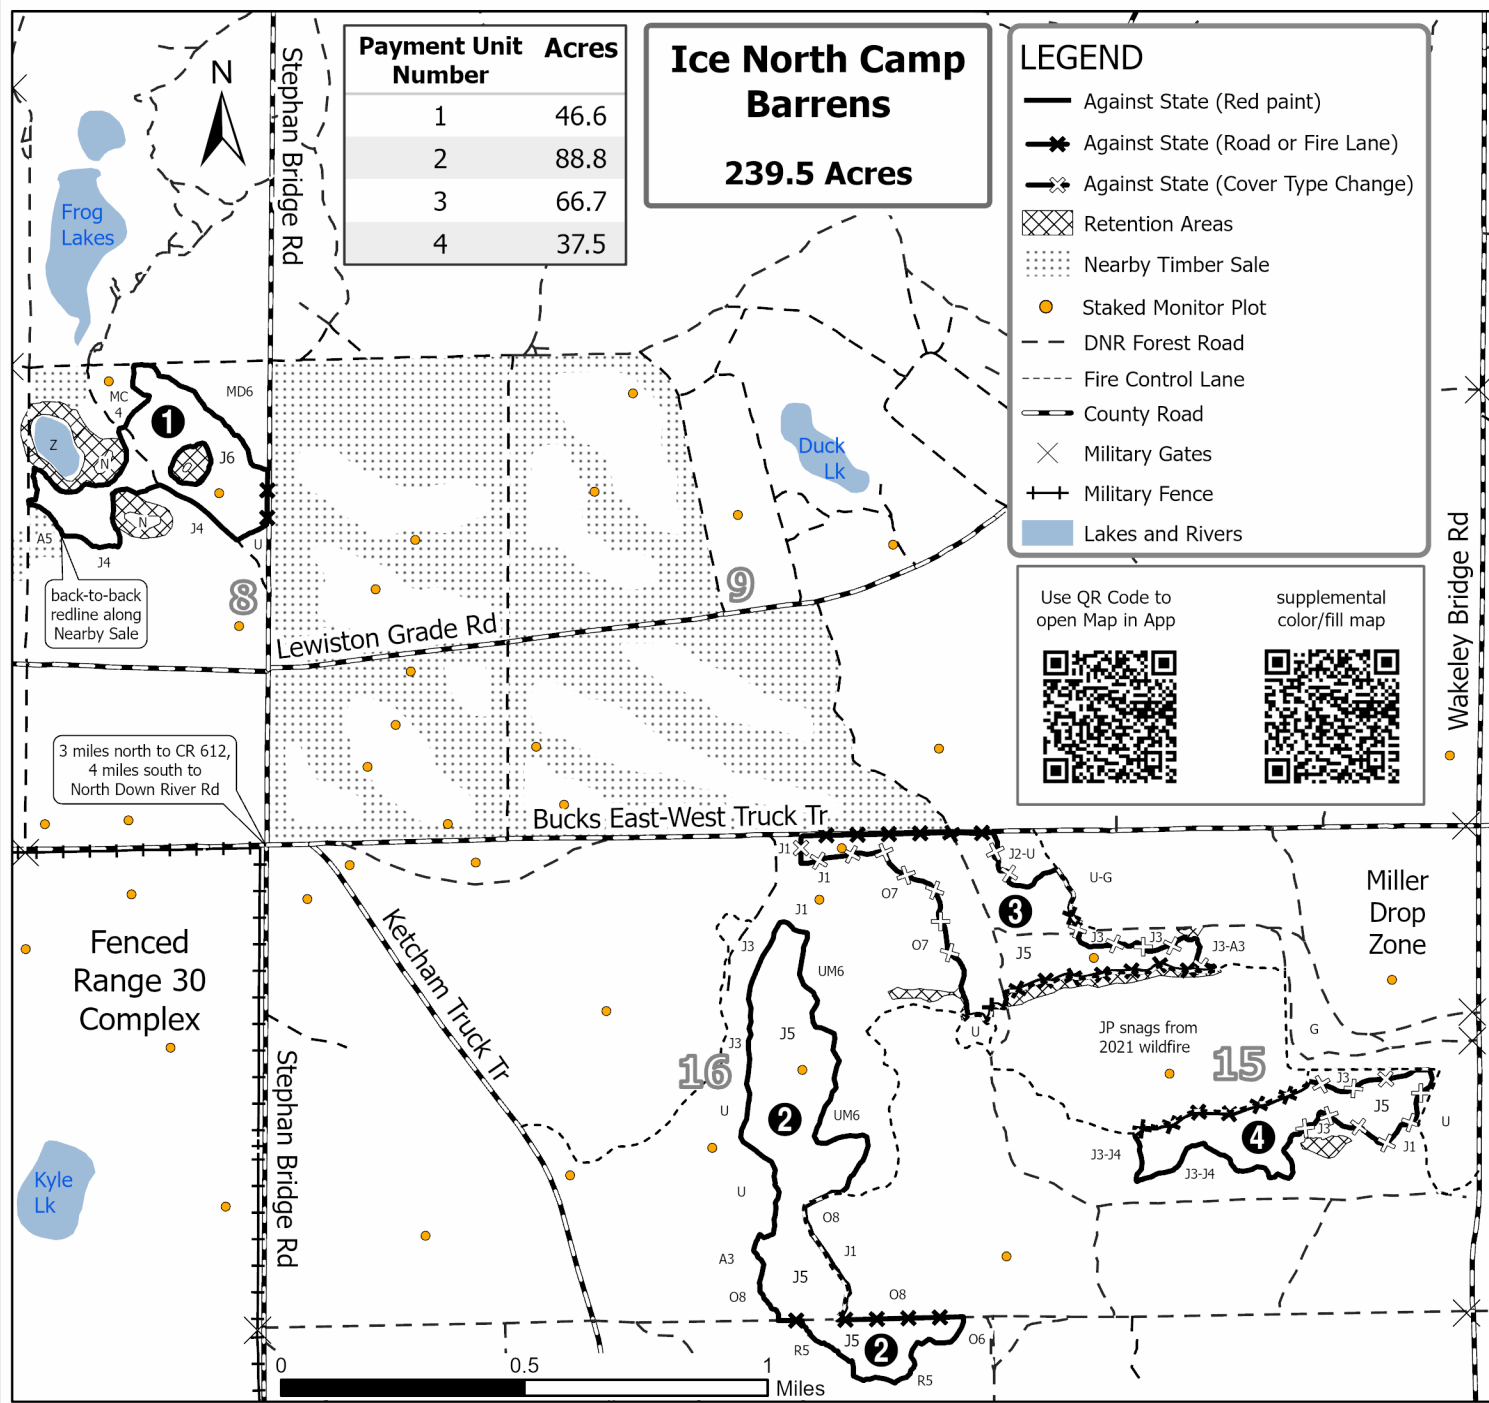 Payment Unit Number Acres
1 46.6
2 88.8
3 66.7
4 37.5
Ice North Camp
Barrens
239.5 Acres
LEGEND
Against State (Red paint)
Against State (Road or Fire Lane)
Against State (Cover Type Change)
Retention Areas
Nearby Timber Sale
Staked Monitor Plot
DNR Forest Road
Fire Control Lane
County Road
Military Gates
Military Fence
Lakes and Rivers
Use QR Code to
open Map in App
supplemental
color/fill map
N
Stephan Bridge Rd
Frog
Lakes
MC
4
MD6
1
Z
N
O
J6
N
J4
A5
J4
U
back-to-back
redline along
Nearby Sale
8
9
Duck
Lk
Lewiston Grade Rd
Wakeley Bridge Rd
3 miles north to CR 612,
4 miles south to
North Down River Rd
Bucks East-West Truck Tr
J1
J1
J2-U
O7
U-G
J1
3
O7
J5
J3
J3
J3-A3
Miller
Drop
Zone
Fenced
Range 30
Complex
Ketcham Truck Tr
J3
UM6
J5
J3
U
JP snags from
2021 wildfire
G
16
15
U
2
UM6
J3
J5
J3
J1
U
4
J3-J4
J3-J4
Kyle
Lk
Stephan Bridge Rd
U
O8
J1
A3
J5
O8
O8
J5
R5
2
O6
R5
0 0.5 1
Miles